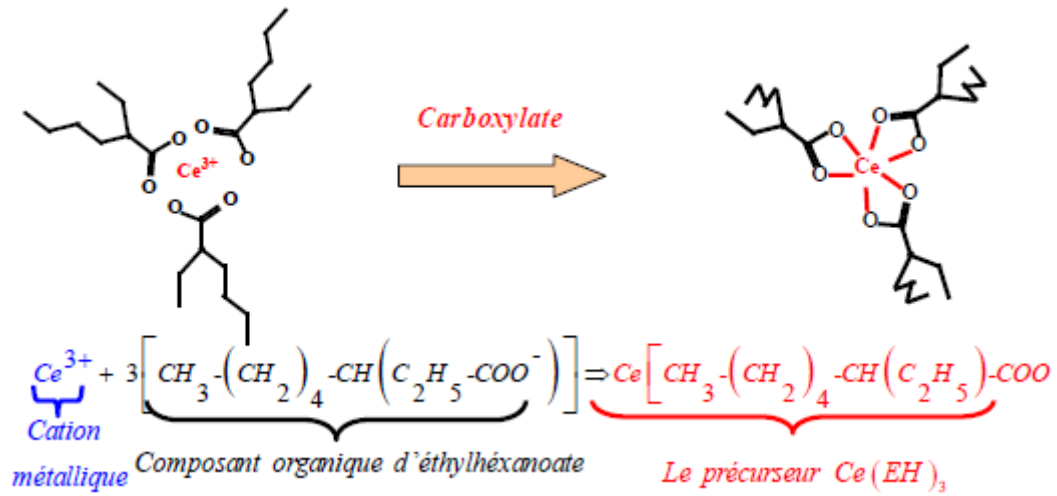 O O
O Carboxylate O O
Ce³⁺ O O O
O Ce
O O O
O O
Ce³⁺ + 3[CH₃-(CH₂)₄-CH(C₂H₅-COO⁻)] ⇒ Ce[CH₃-(CH₂)₄-CH(C₂H₅)-COO
Cation
métallique Composant organique d'éthylhéxanoate
Le précurseur Ce(EH)₃